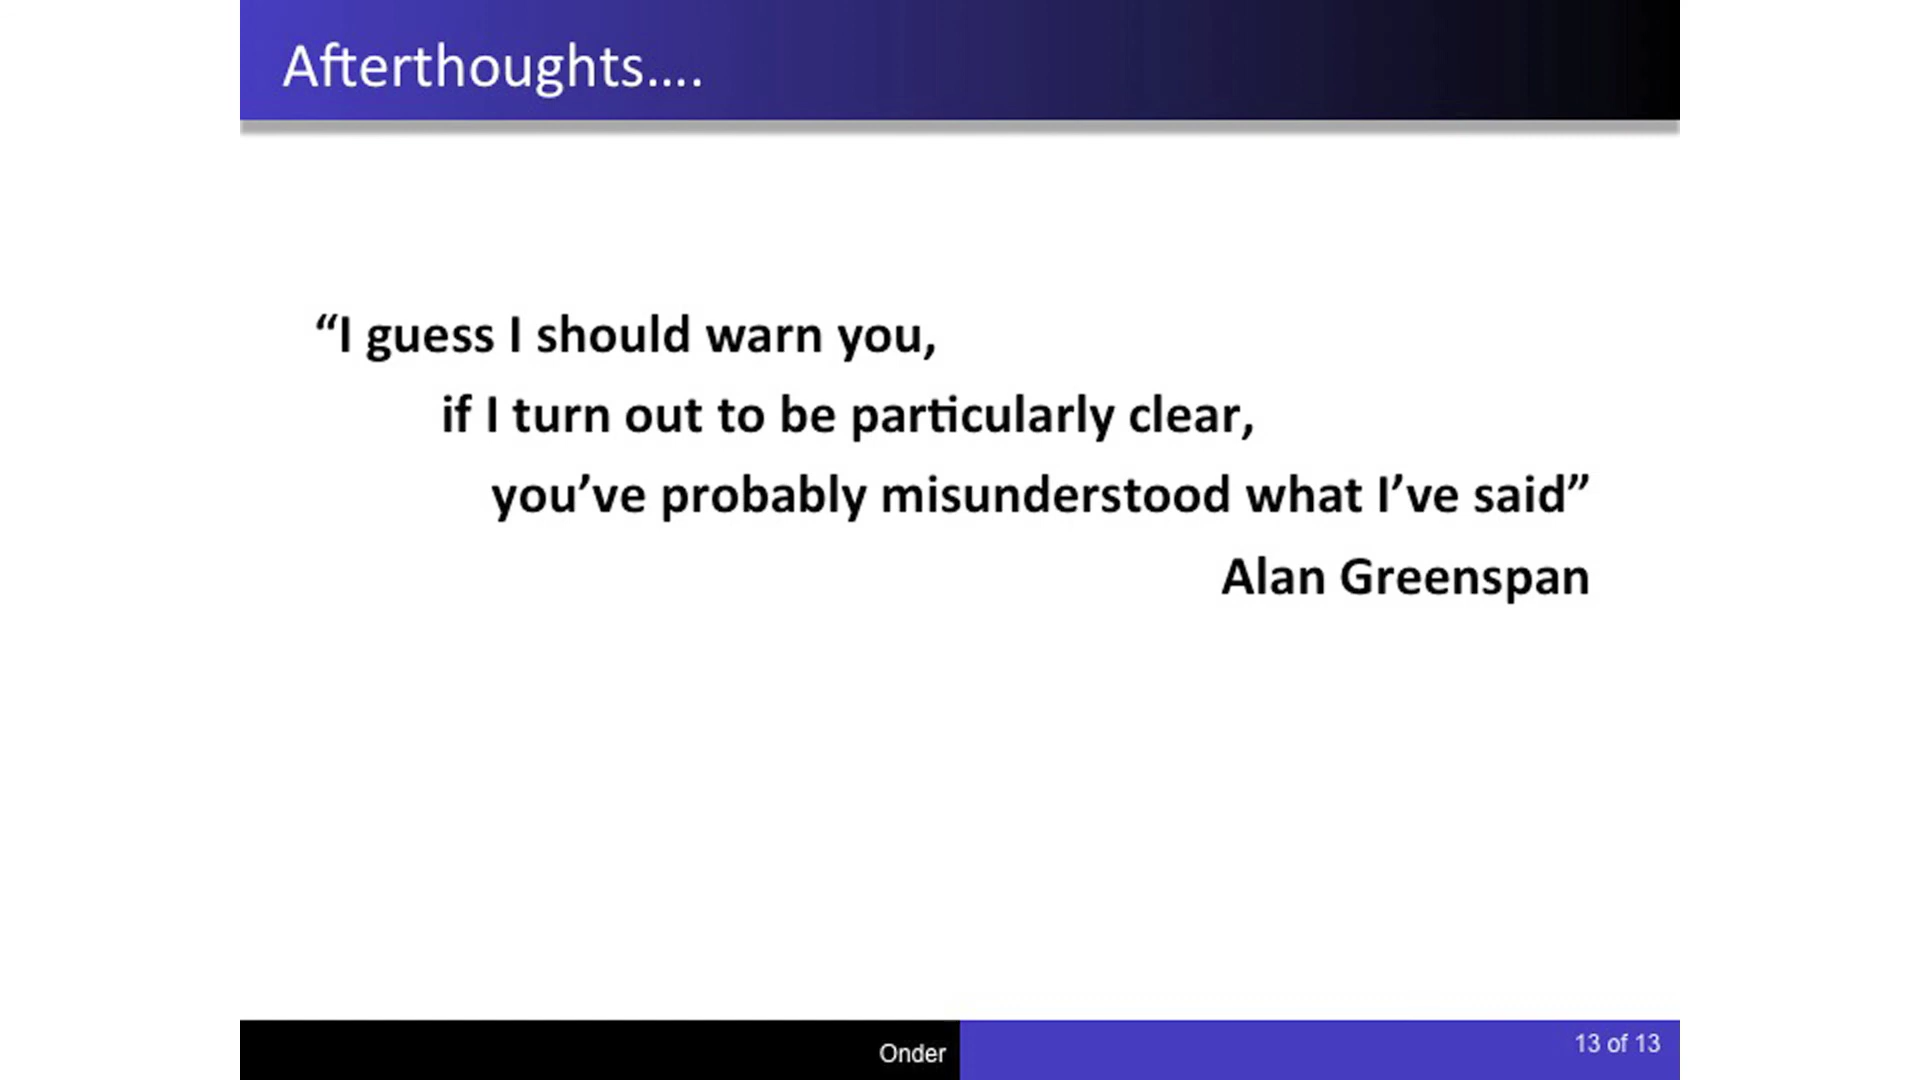 Afterthoughts....
“I guess I should warn you,
if I turn out to be particularly clear,
you’ve probably misunderstood what I’ve said”
Alan Greenspan
Onder
13 of 13